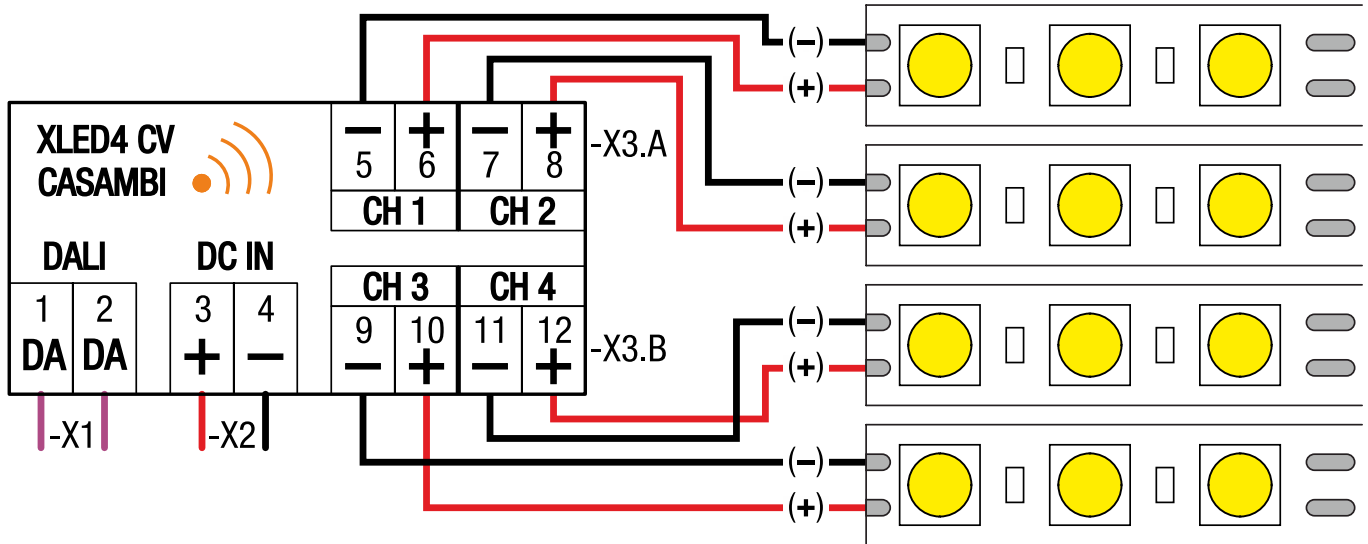 XLED4 CV
CASAMBI
− + − +
5 6 7 8
-X3.A
CH 1 CH 2
DALI DC IN
1 2 3 4
DA DA + −
CH 3 CH 4
9 10 11 12
− + − +
-X3.B
-X1 -X2
(−)
(+)
(−)
(+)
(−)
(+)
(−)
(+)